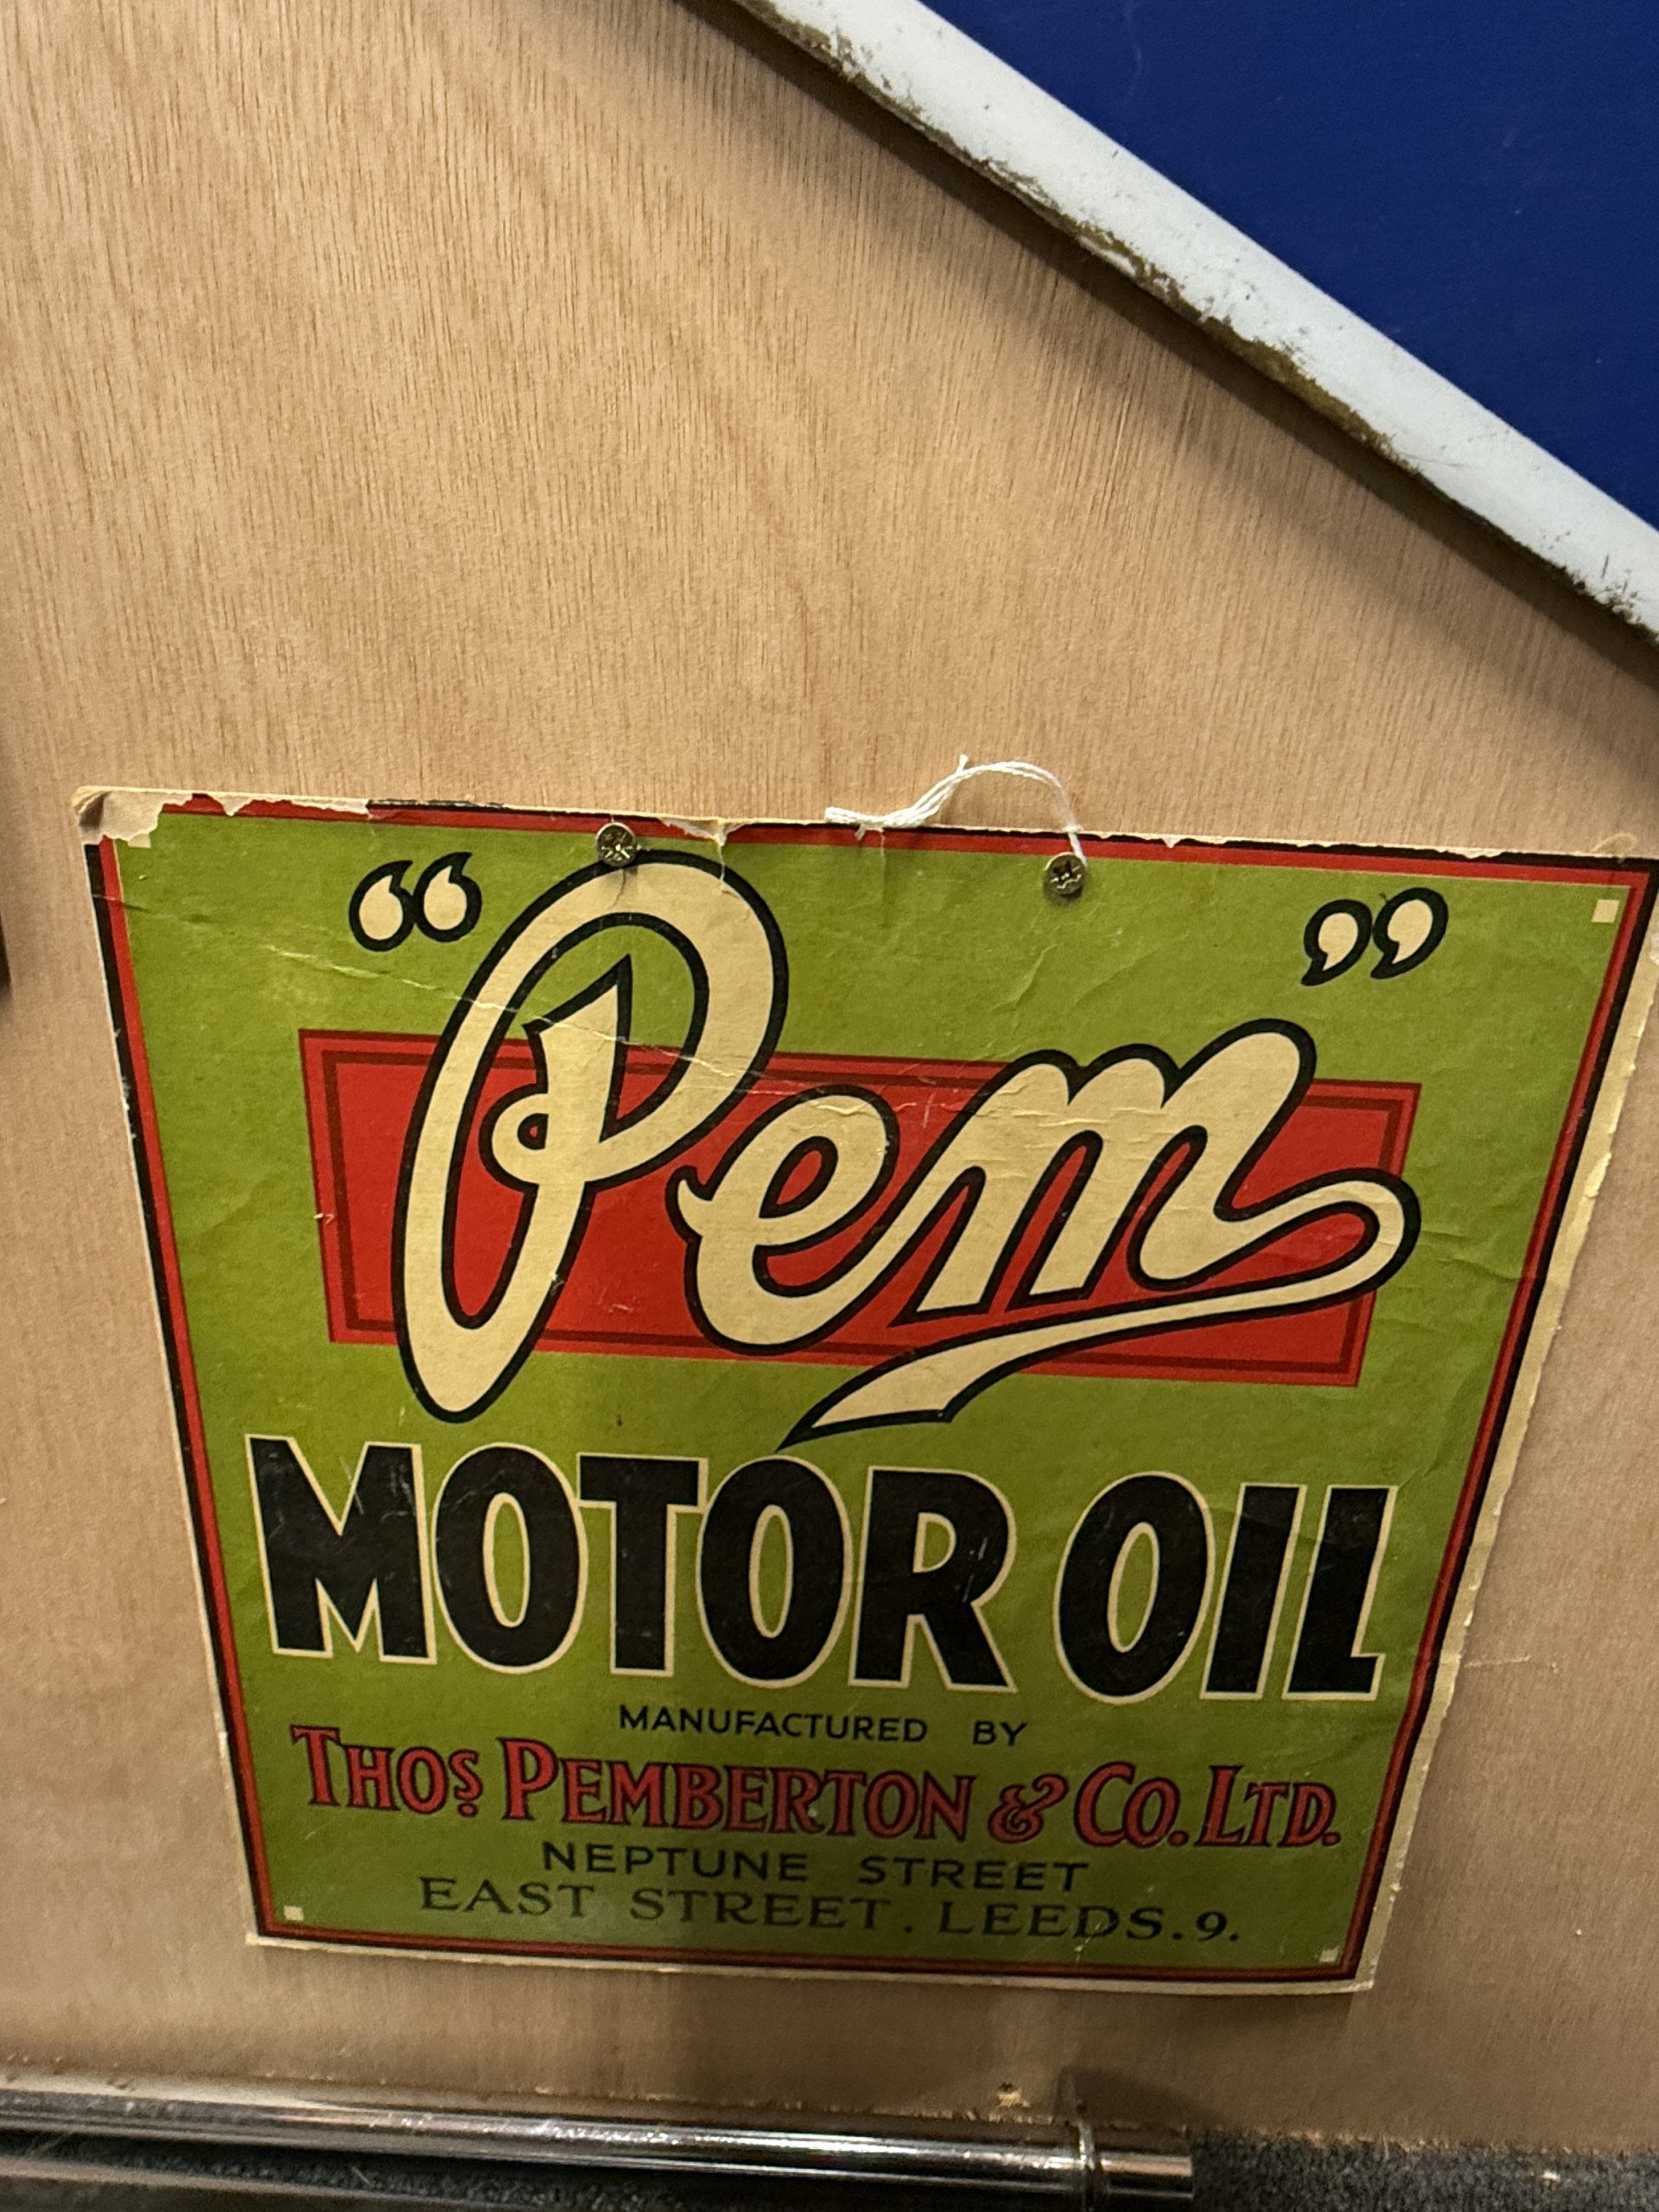 “Pem”
MOTOR OIL
MANUFACTURED BY
THOS PEMBERTON & CO. LTD.
NEPTUNE STREET
EAST STREET. LEEDS.9.